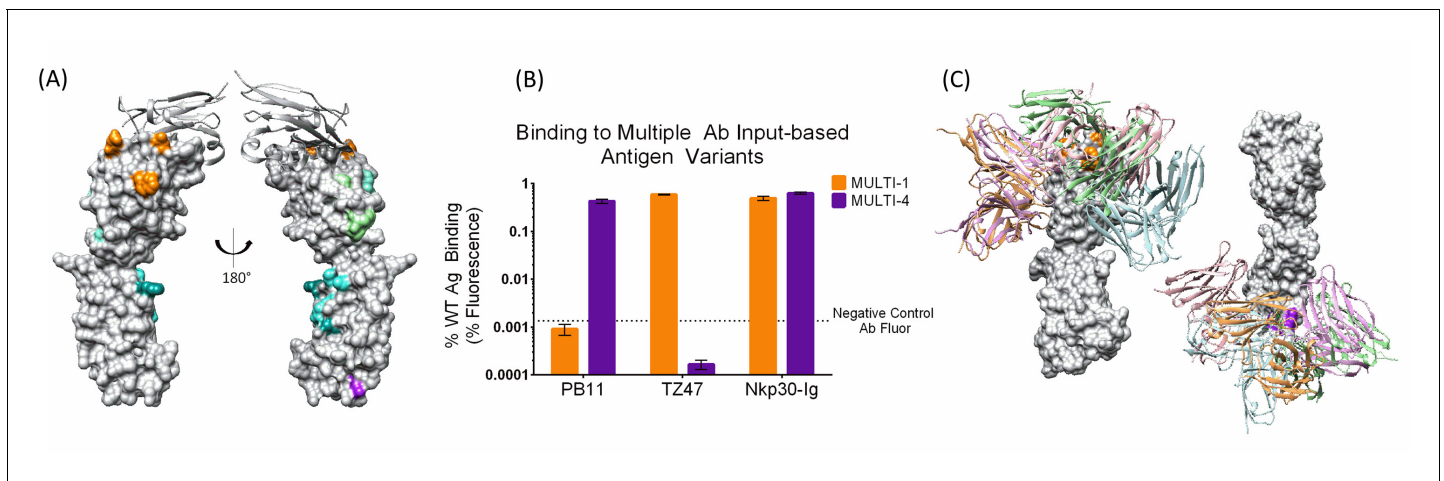 (A)
180°
(B)
Binding to Multiple Ab Input-based
Antigen Variants
% WT Ag Binding
(% Fluorescence)
1
0.1
0.01
0.001
0.0001
PB11
TZ47
Nkp30-Ig
MULTI-1
MULTI-4
Negative Control
Ab Fluor
(C)